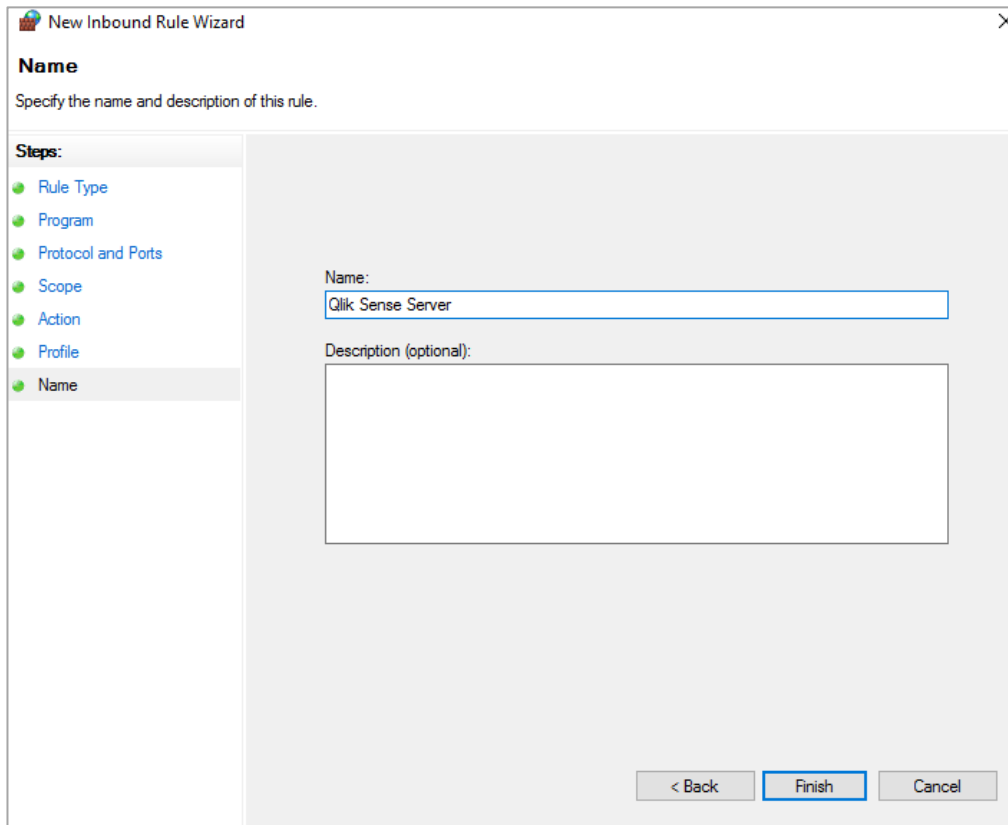 New Inbound Rule Wizard
Name
Specify the name and description of this rule.
Steps:
Rule Type
Program
Protocol and Ports
Scope
Action
Profile
Name
Name:
Qlik Sense Server
Description (optional):
< Back
Finish
Cancel